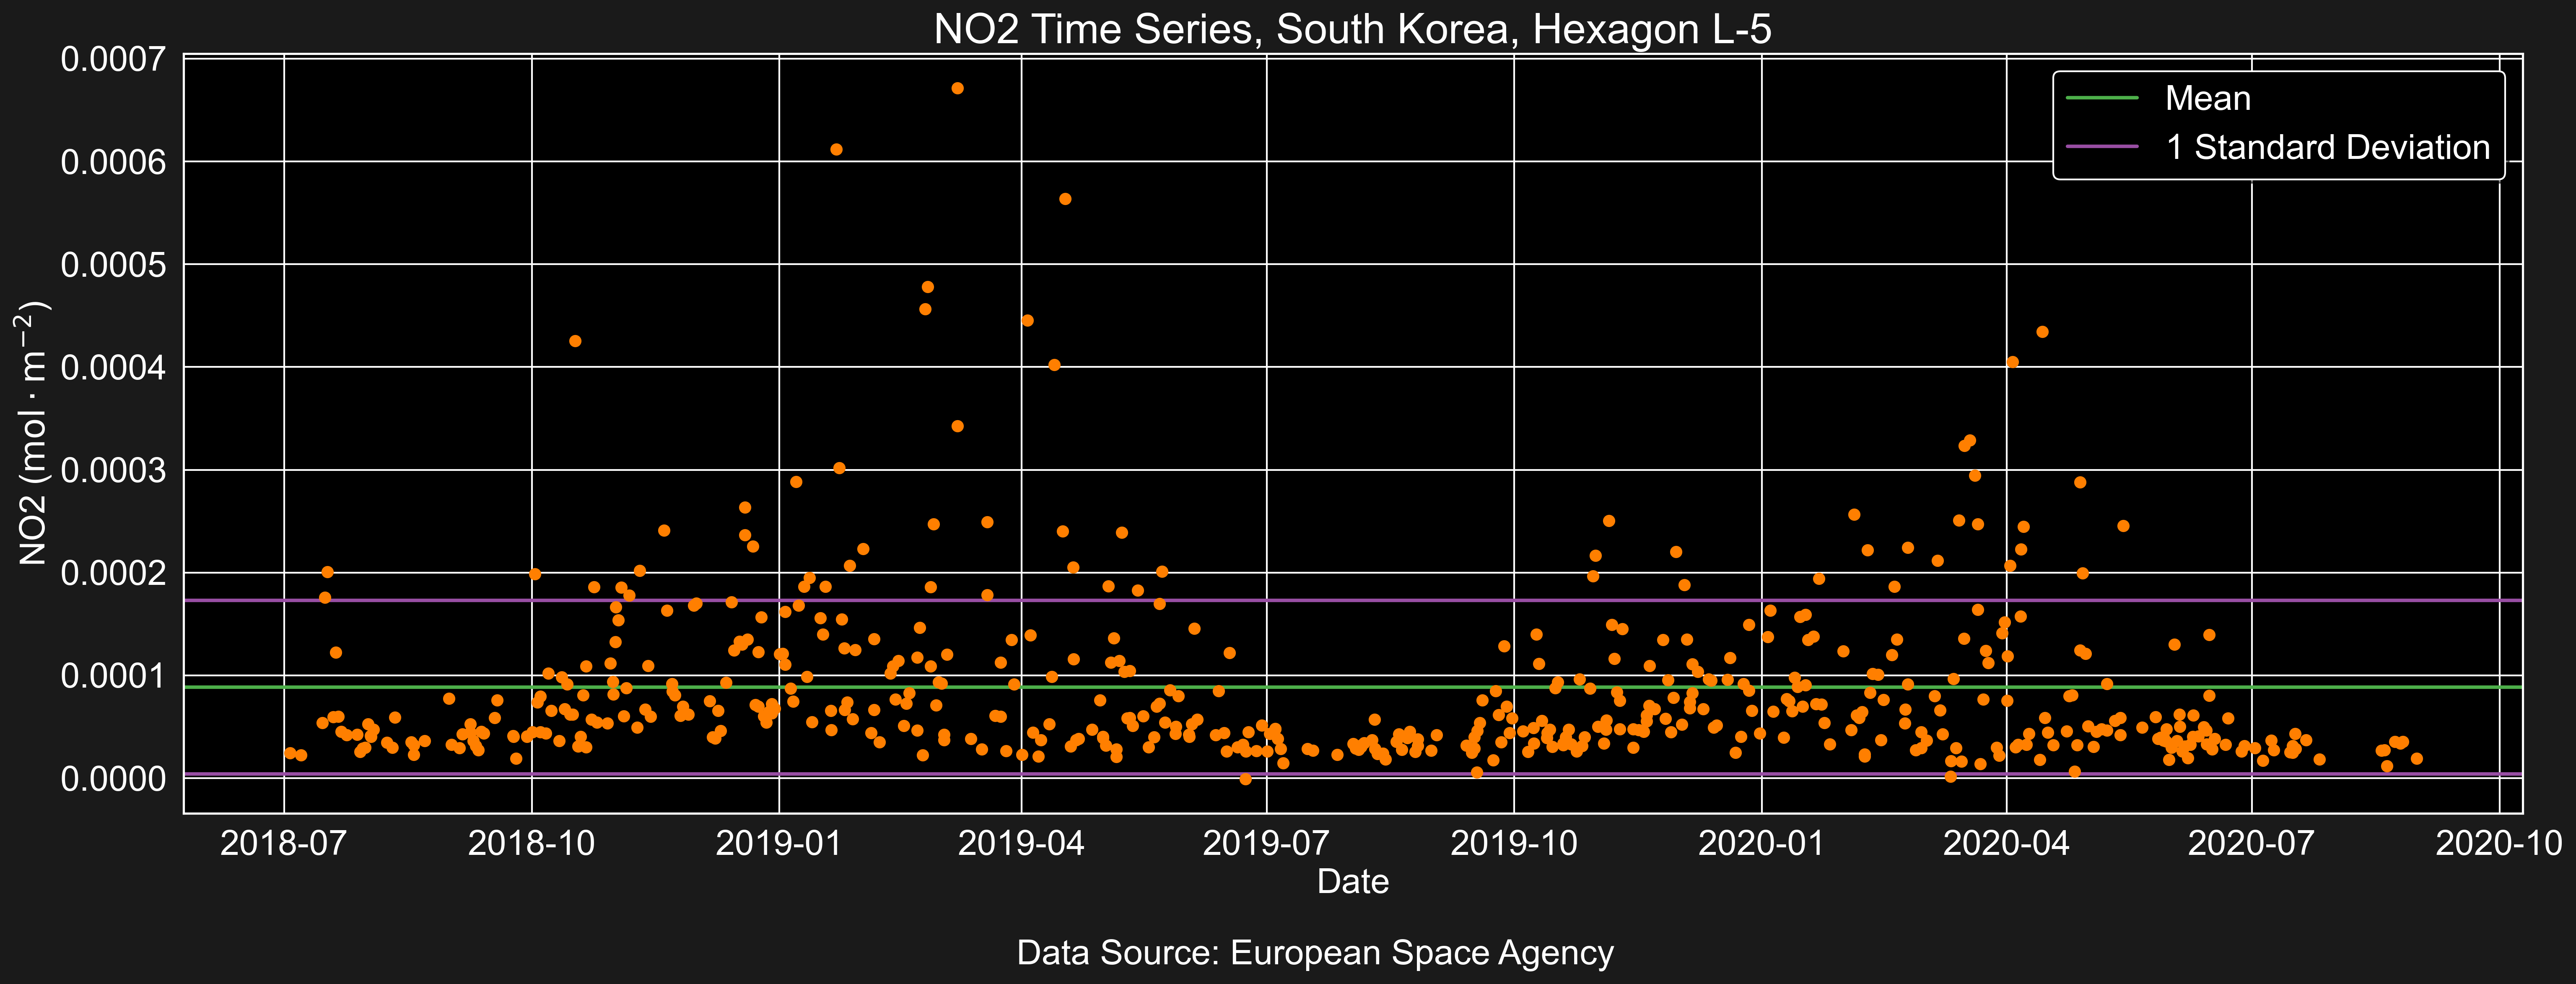 NO2 Time Series, South Korea, Hexagon L-5
0.0007
0.0006
0.0005
0.0004
0.0003
0.0002
0.0001
0.0000
NO2 (mol · m⁻²)
Mean
1 Standard Deviation
2018-07 2018-10 2019-01 2019-04 2019-07 2019-10 2020-01 2020-04 2020-07 2020-10
Date
Data Source: European Space Agency